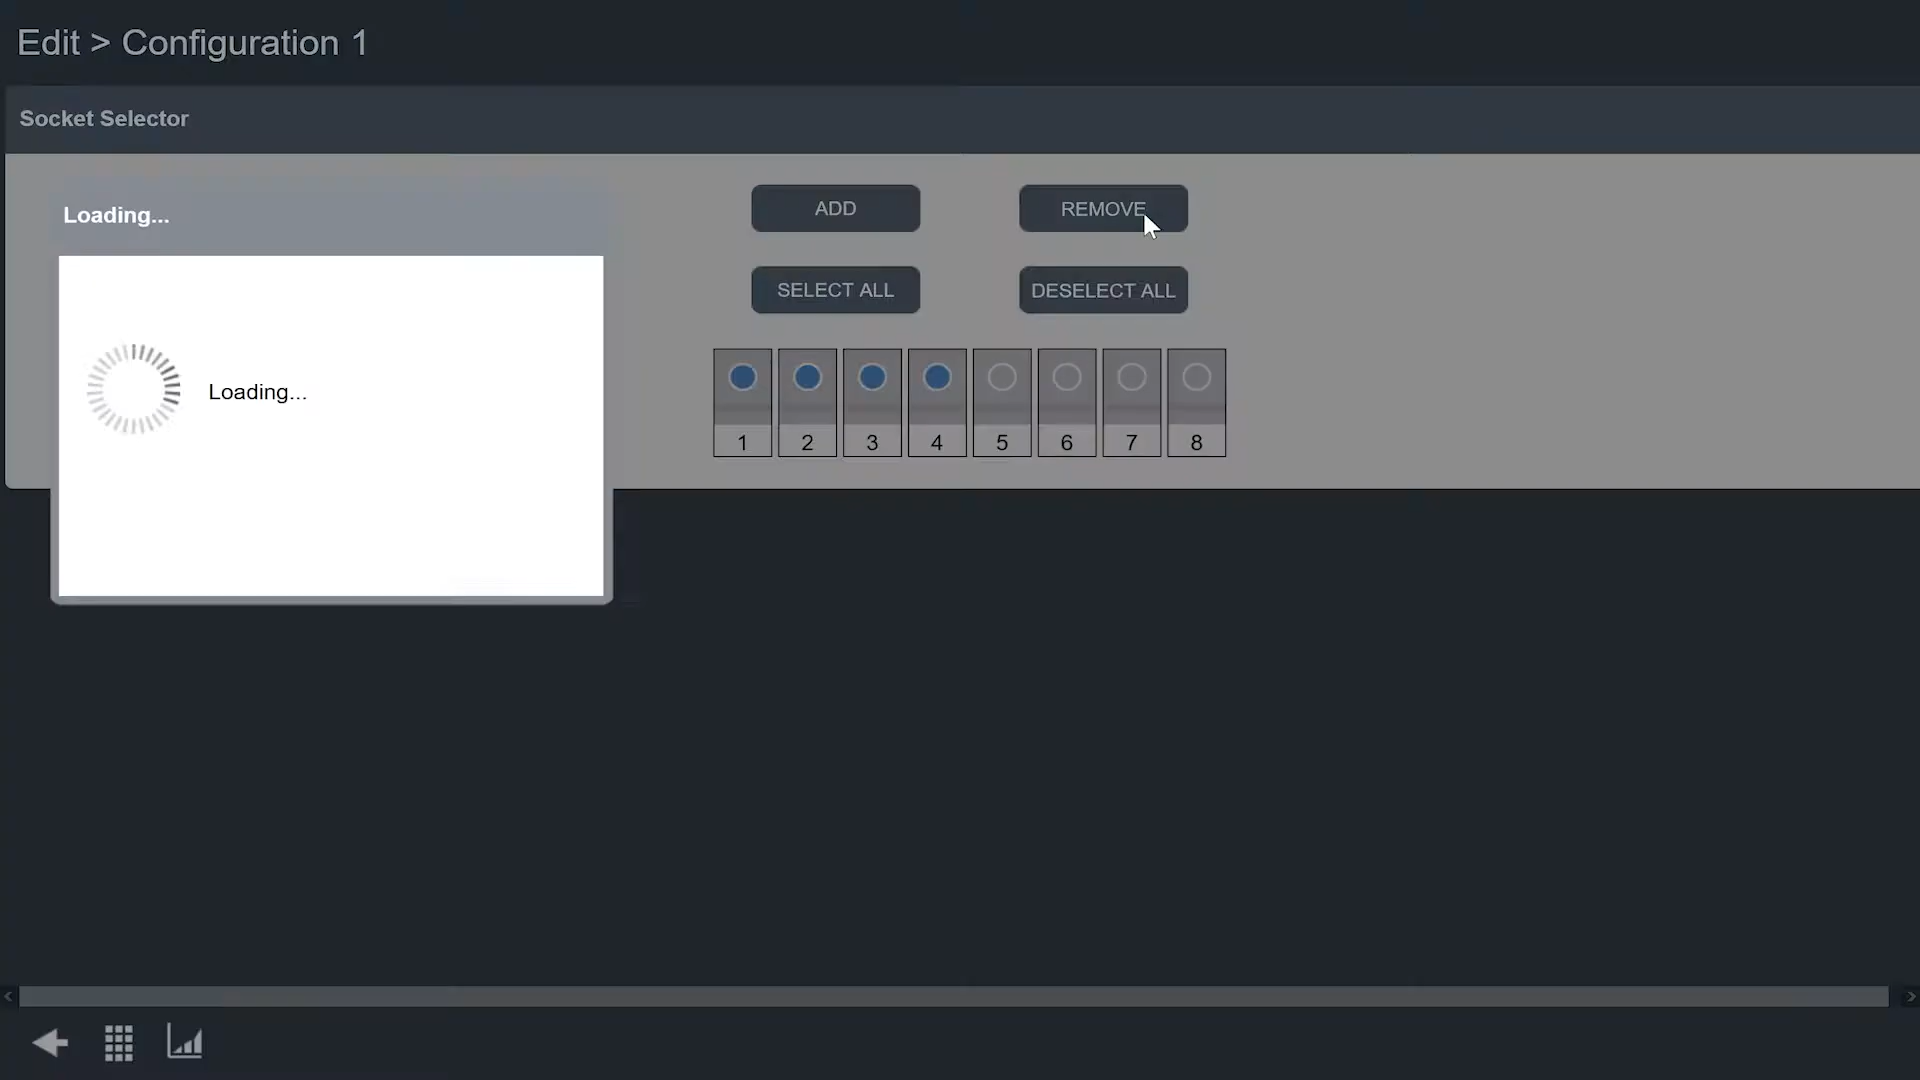 Edit > Configuration 1
Socket Selector
Loading...
Loading...
ADD
REMOVE
SELECT ALL
DESELECT ALL
1 2 3 4 5 6 7 8